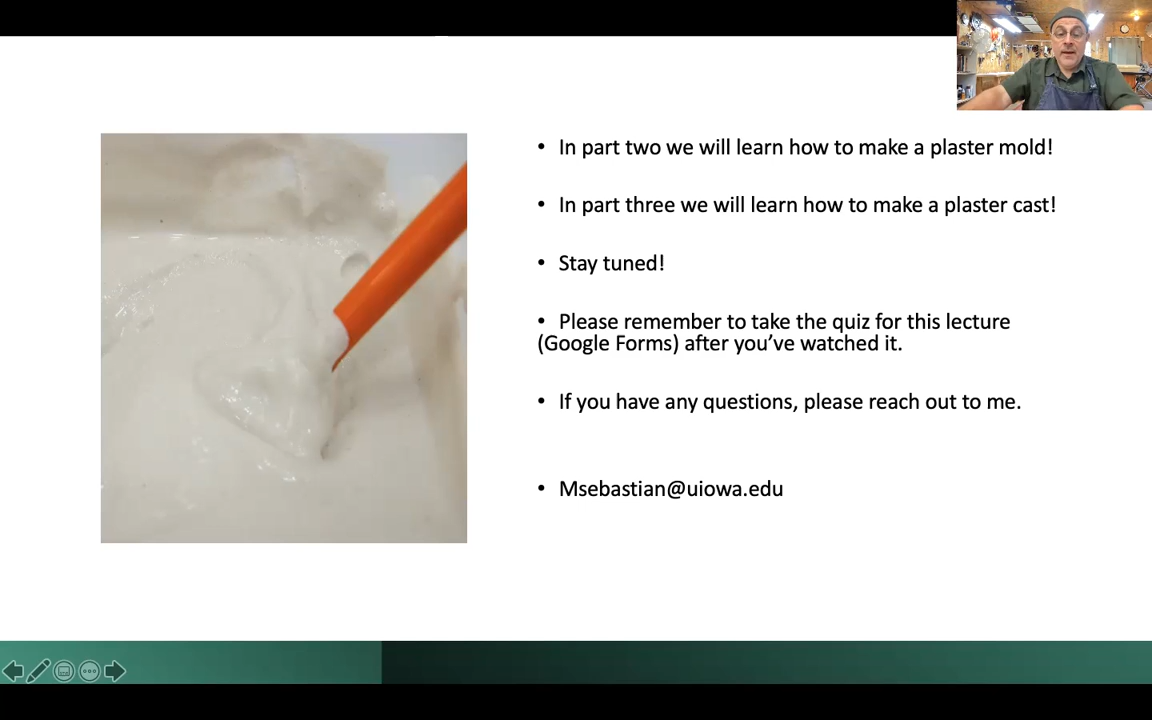 • In part two we will learn how to make a plaster mold!
• In part three we will learn how to make a plaster cast!
• Stay tuned!
• Please remember to take the quiz for this lecture
(Google Forms) after you’ve watched it.
• If you have any questions, please reach out to me.
• Msebastian@uiowa.edu